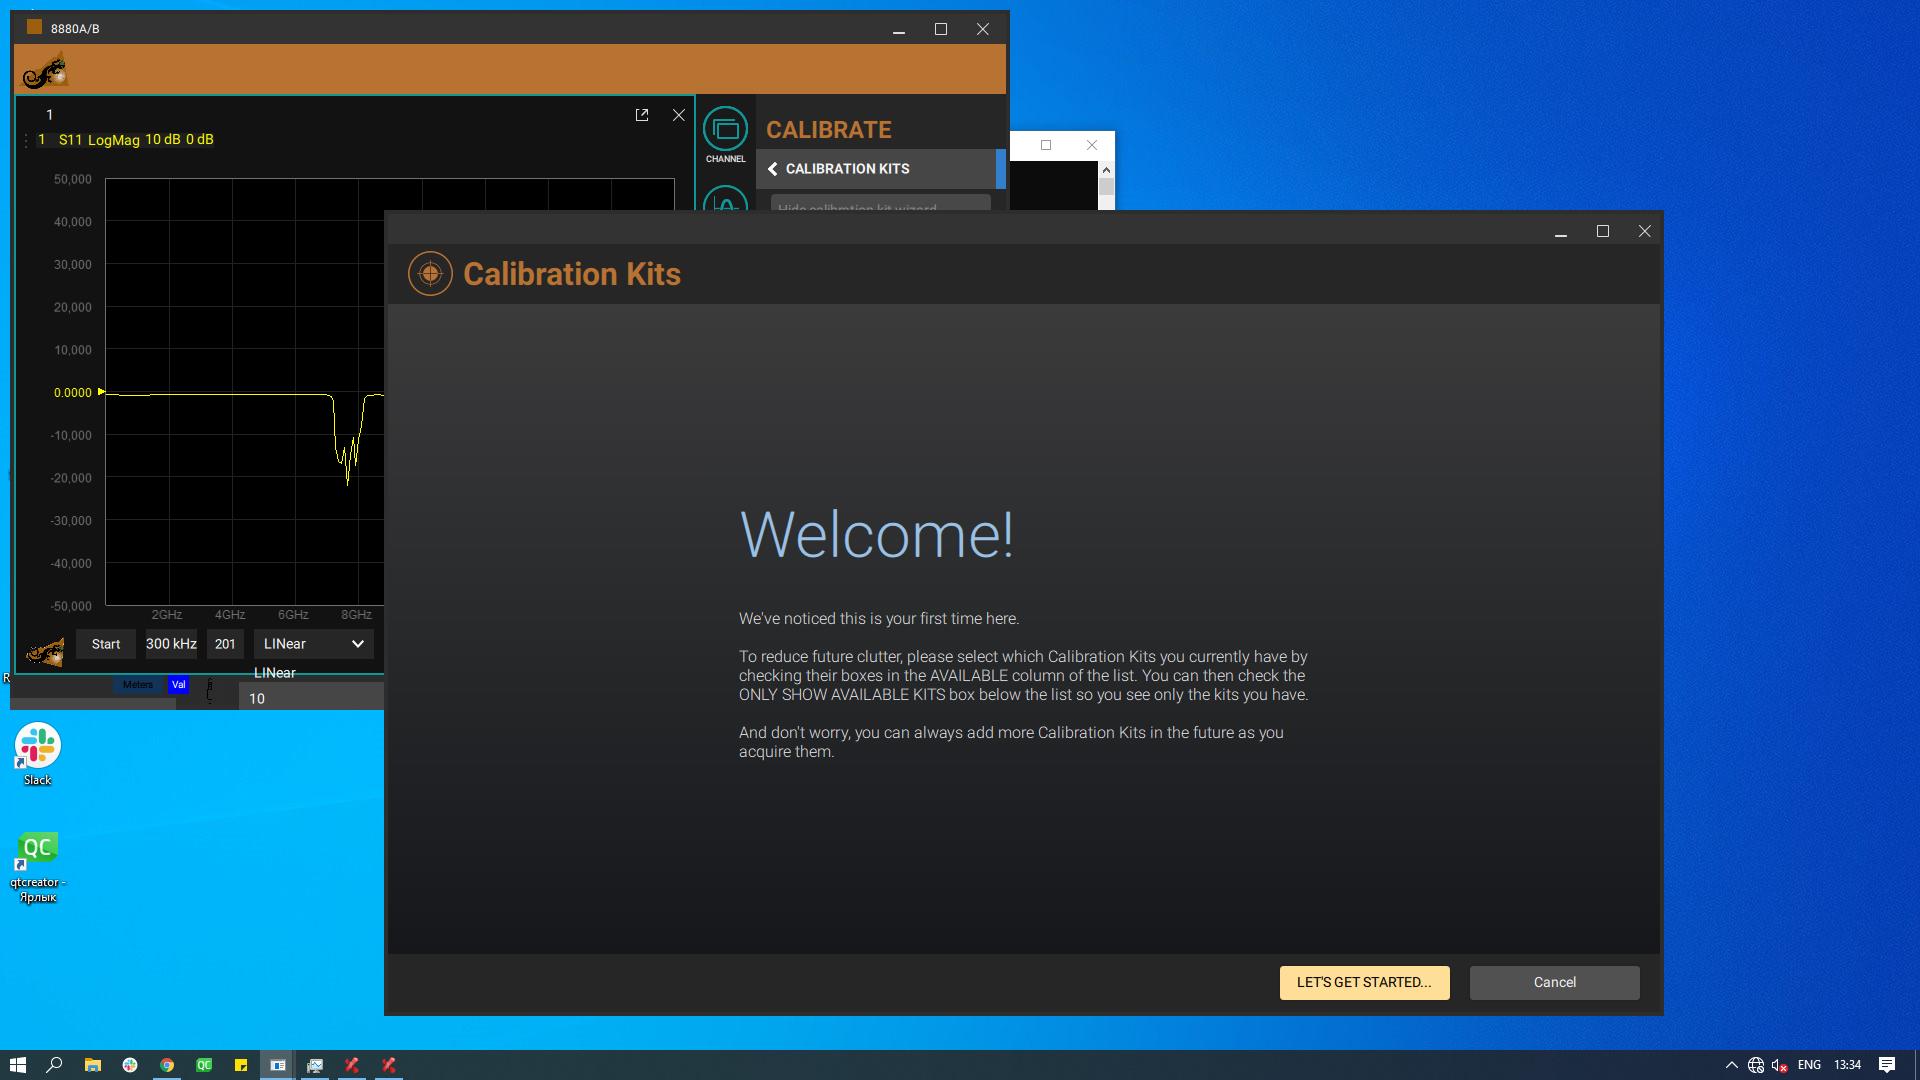 8880A/B
1
1 S11 LogMag 10 dB 0 dB
50,000
40,000
30,000
20,000
10,000
0.0000
-10,000
-20,000
-30,000
-40,000
-50,000
2GHz 4GHz 6GHz 8GHz
Start 300 kHz 201 LINear
LINear
Meters Val
10
CHANNEL
CALIBRATE
CALIBRATION KITS
Hide calibration kit wizard
Calibration Kits
Welcome!
We've noticed this is your first time here.
To reduce future clutter, please select which Calibration Kits you currently have by
checking their boxes in the AVAILABLE column of the list. You can then check the
ONLY SHOW AVAILABLE KITS box below the list so you see only the kits you have.
And don't worry, you can always add more Calibration Kits in the future as you
acquire them.
LET'S GET STARTED... Cancel
R
Slack
QC
qtcreator -
Ярлык
QC
ENG 13:34